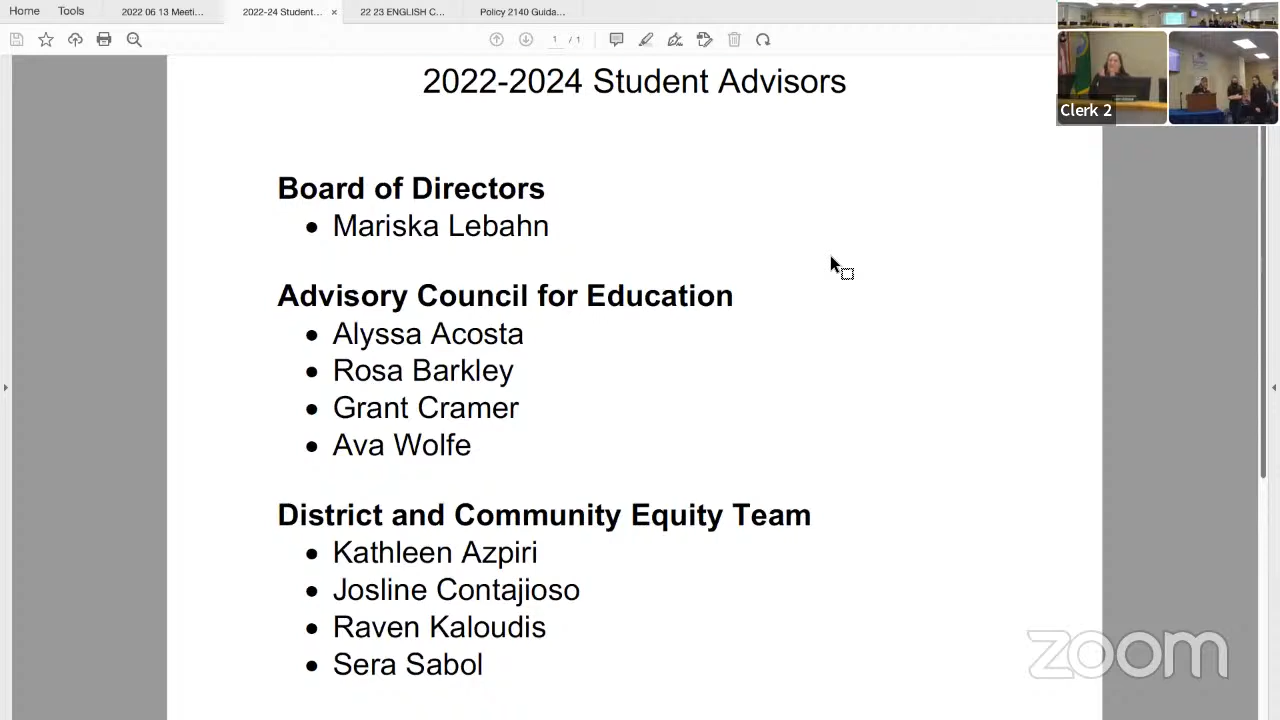 Home
Tools
2022 06 13 Meeti...
2022-24 Student...
22 23 ENGLISH C...
Policy 2140 Guida...
1 / 1
Clerk 2
2022-2024 Student Advisors
Board of Directors
• Mariska Lebahn
Advisory Council for Education
• Alyssa Acosta
• Rosa Barkley
• Grant Cramer
• Ava Wolfe
District and Community Equity Team
• Kathleen Azpiri
• Josline Contajioso
• Raven Kaloudis
• Sera Sabol
zoom